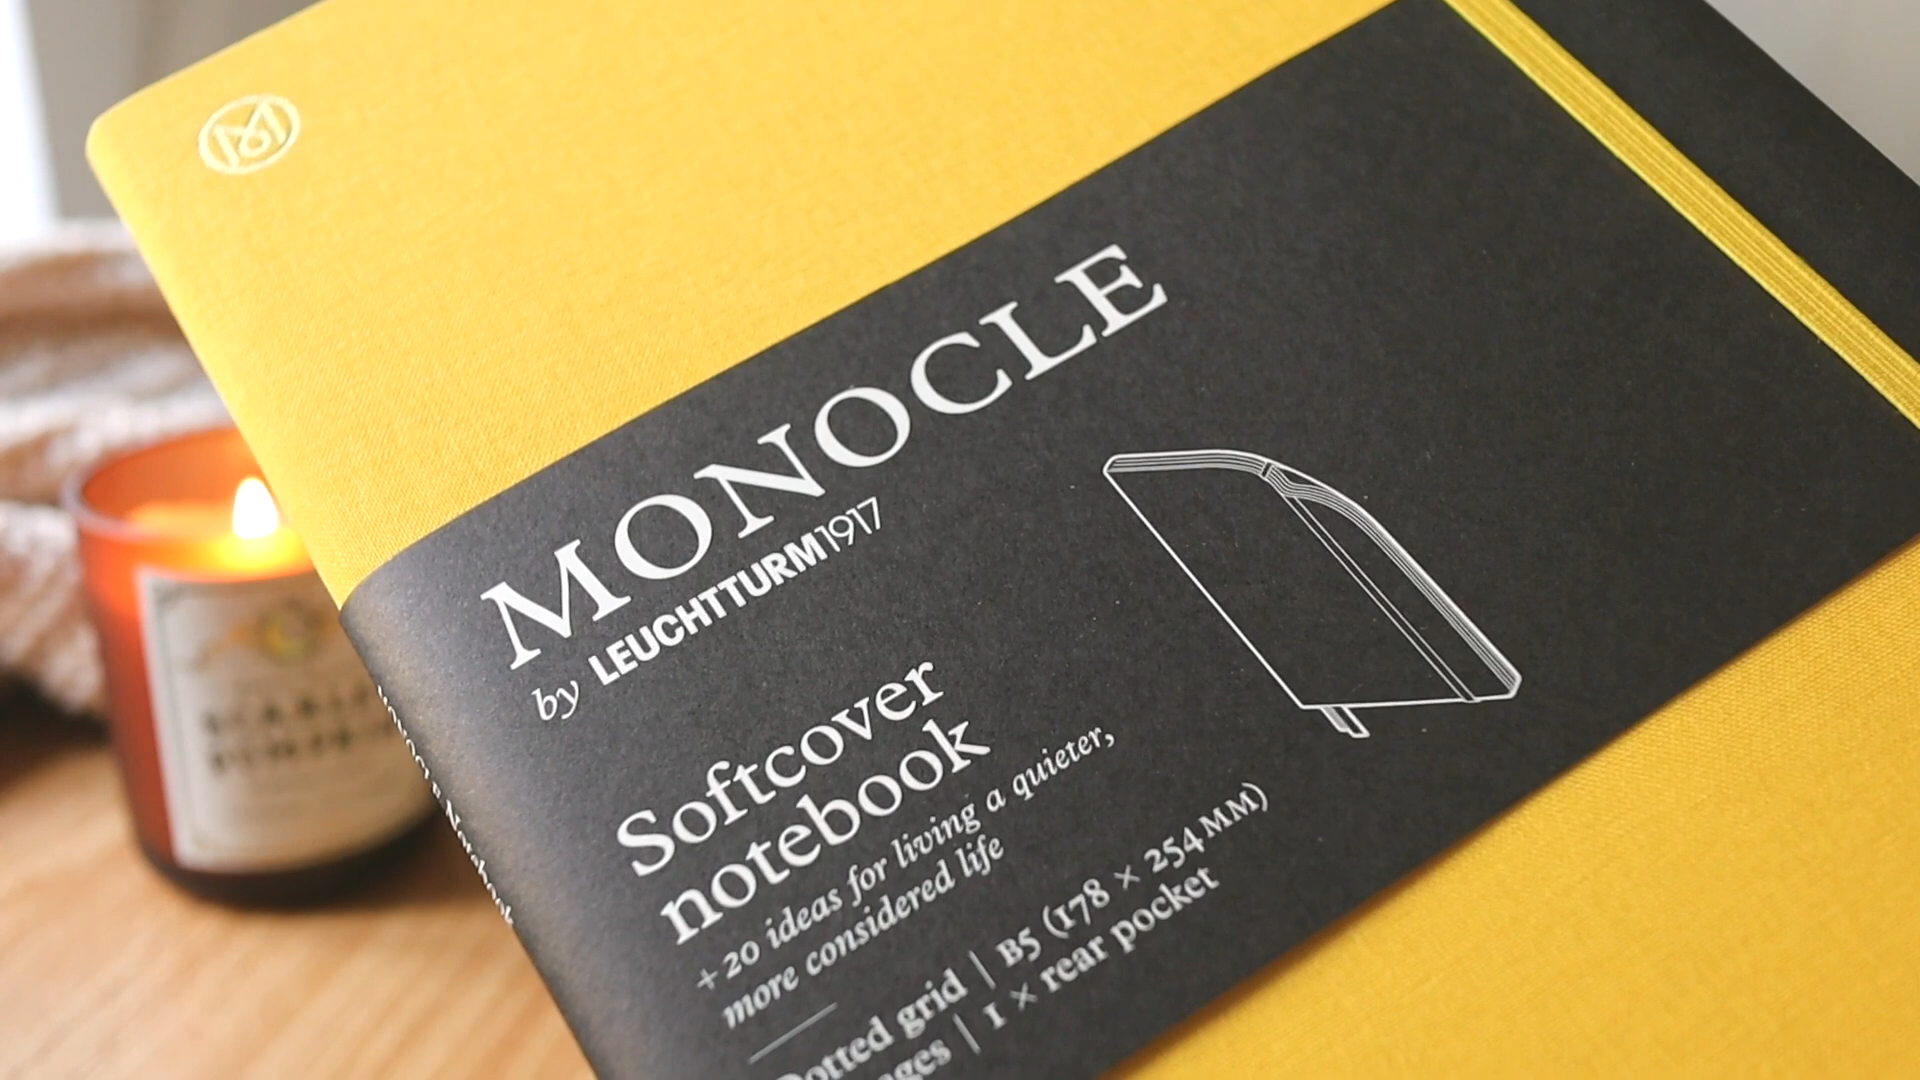 MONOCLE
by LEUCHTTURM1917
Softcover
notebook
+ 20 ideas for living a quieter,
more considered life
Dotted grid | B5 (178 × 254 MM)
ages | 1 × rear pocket